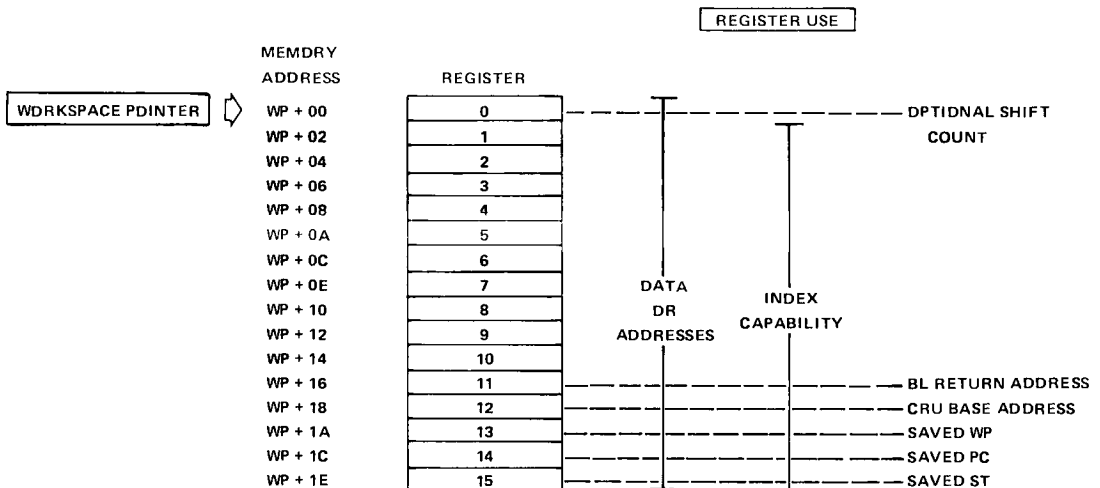 REGISTER USE
MEMDRY
ADDRESS REGISTER
WDRKSPACE PDINTER WP + 00 0 DPTIONAL SHIFT
WP + 02 1 COUNT
WP + 04 2
WP + 06 3
WP + 08 4
WP + 0A 5
WP + 0C 6
WP + 0E 7 DATA
WP + 10 8 DR INDEX
WP + 12 9 ADDRESSES CAPABILITY
WP + 14 10
WP + 16 11 BL RETURN ADDRESS
WP + 18 12 CRU BASE ADDRESS
WP + 1A 13 SAVED WP
WP + 1C 14 SAVED PC
WP + 1E 15 SAVED ST